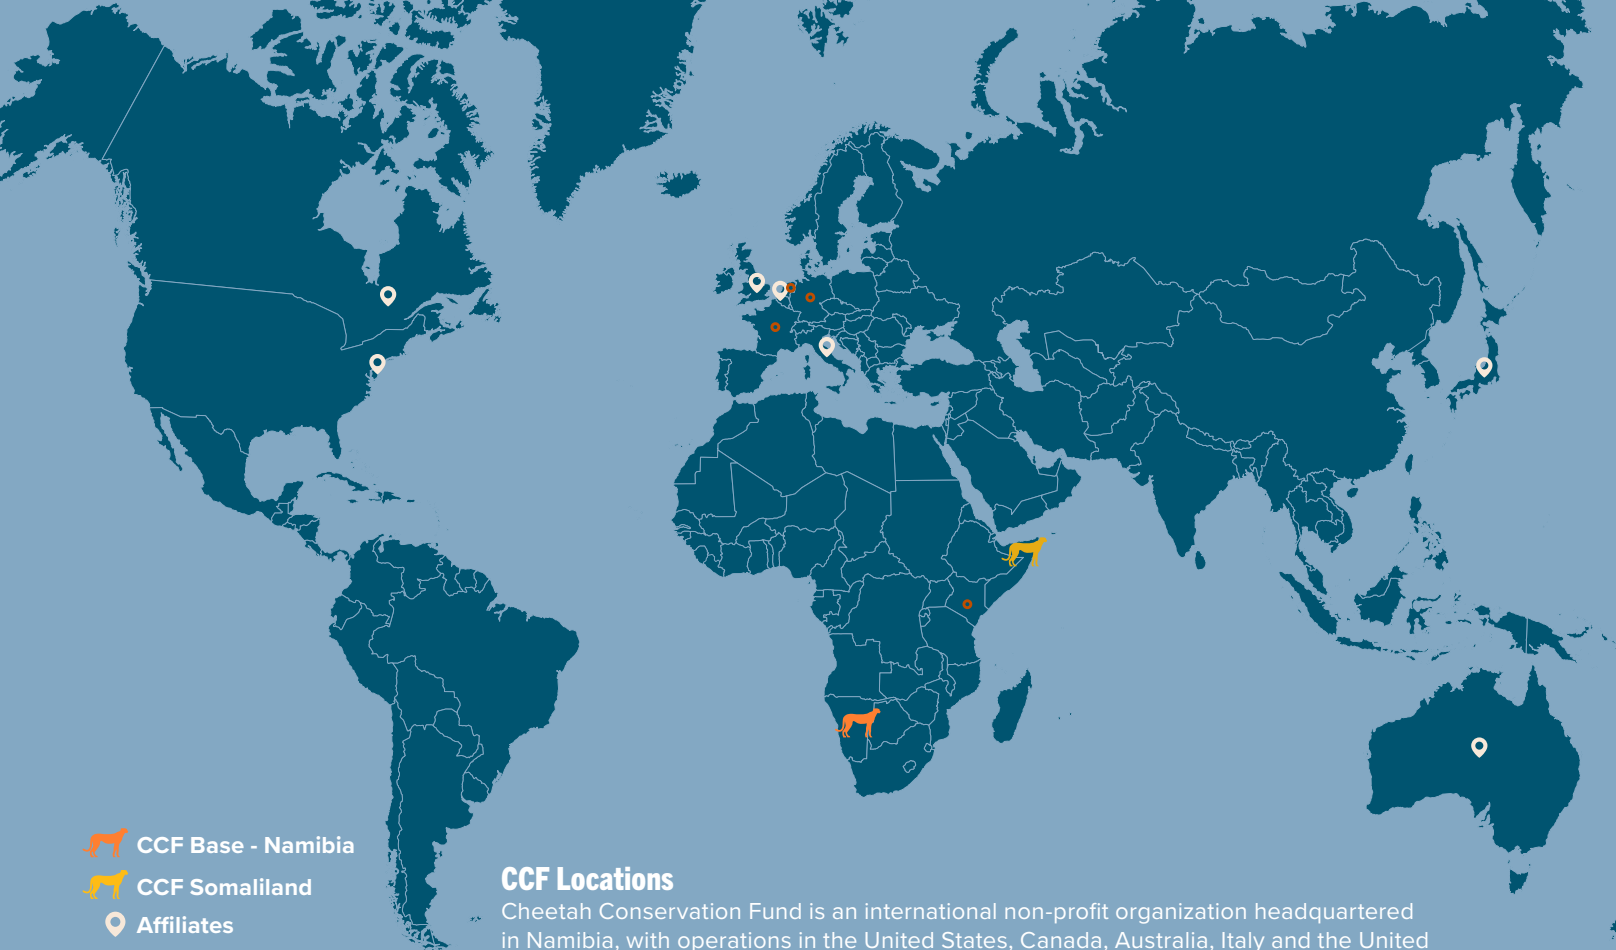 CCF Base - Namibia
CCF Somaliland
Affiliates
CCF Locations
Cheetah Conservation Fund is an international non-profit organization headquartered
in Namibia, with operations in the United States, Canada, Australia, Italy and the United